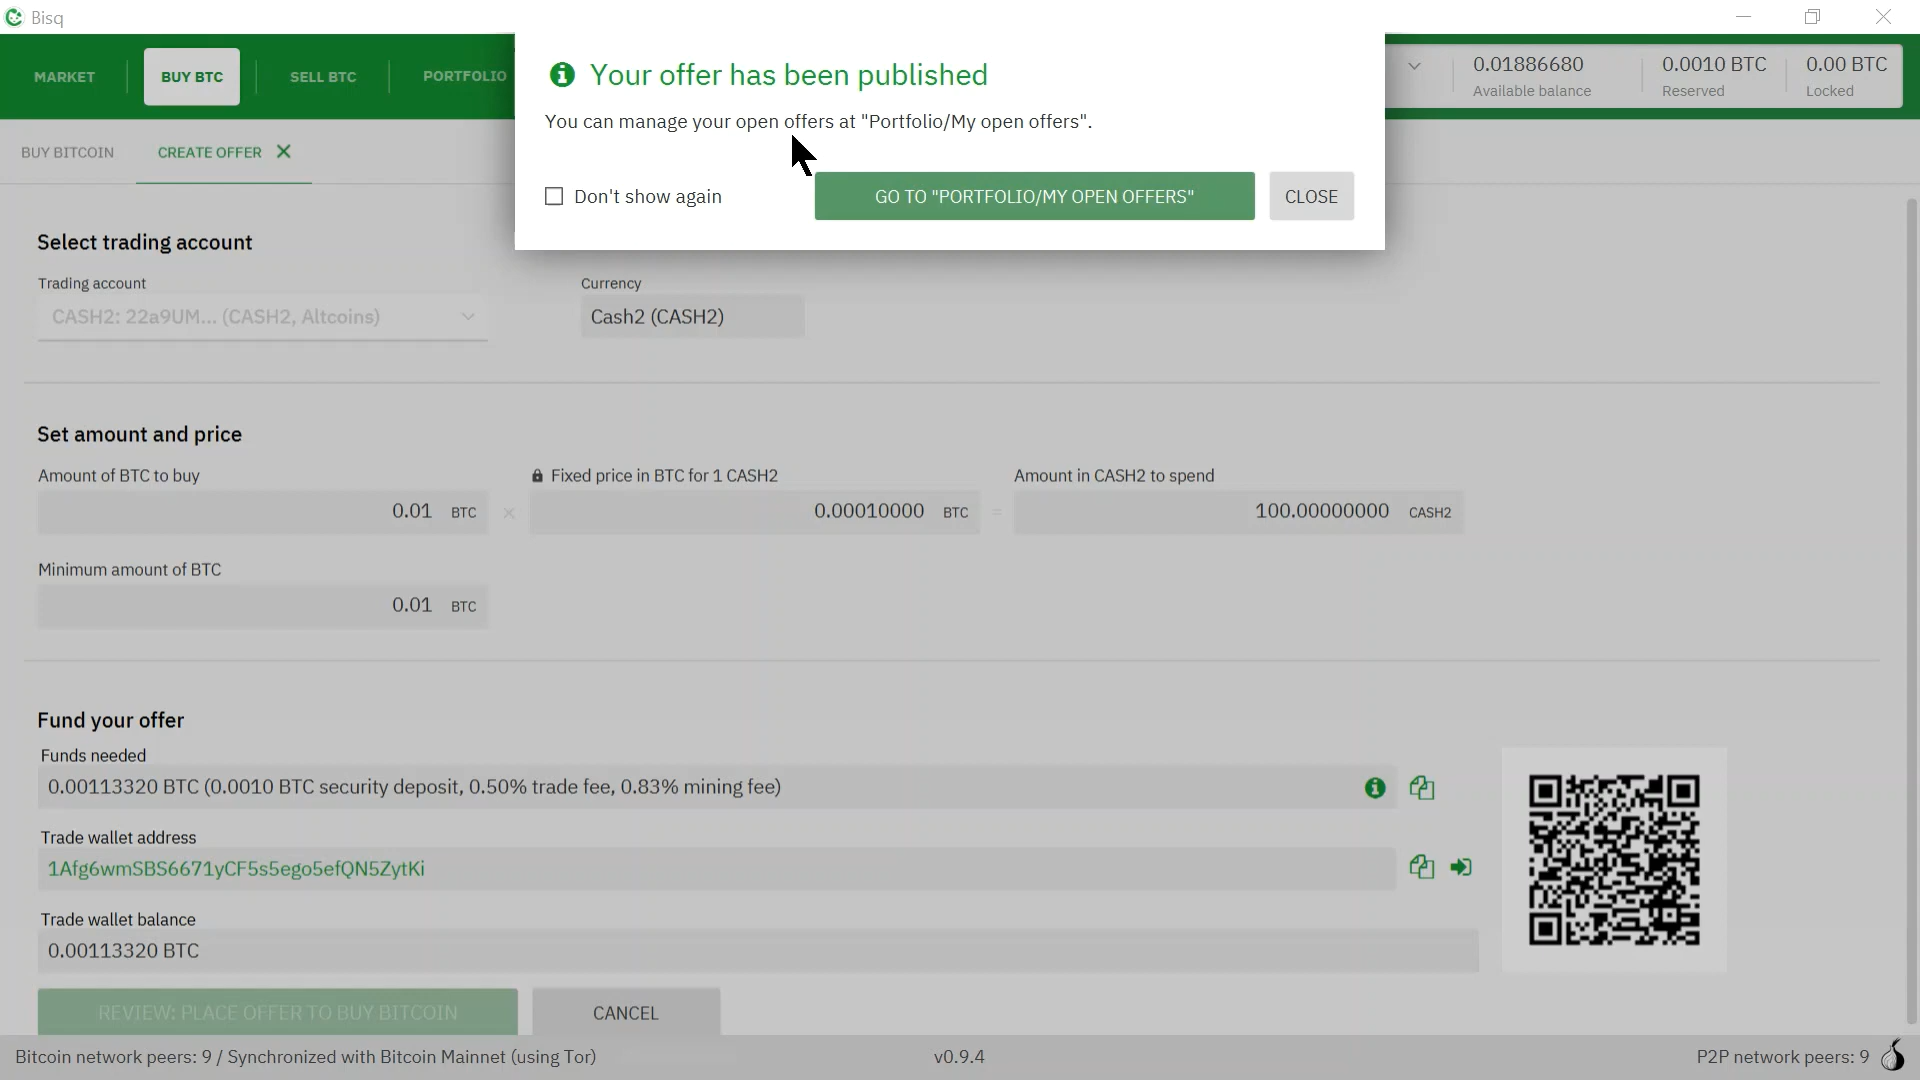 Bisq
MARKET
BUY BTC
SELL BTC
PORTFOLIO
Your offer has been published
You can manage your open offers at "Portfolio/My open offers".
Don't show again
GO TO "PORTFOLIO/MY OPEN OFFERS"
CLOSE
0.01886680
Available balance
0.0010 BTC
Reserved
0.00 BTC
Locked
BUY BITCOIN
CREATE OFFER
Select trading account
Trading account
CASH2: 22a9UM... (CASH2, Altcoins)
Currency
Cash2 (CASH2)
Set amount and price
Amount of BTC to buy
0.01 BTC
×
Fixed price in BTC for 1 CASH2
0.00010000 BTC
=
Amount in CASH2 to spend
100.00000000 CASH2
Minimum amount of BTC
0.01 BTC
Fund your offer
Funds needed
0.00113320 BTC (0.0010 BTC security deposit, 0.50% trade fee, 0.83% mining fee)
Trade wallet address
1Afg6wmSBS6671yCF5s5ego5efQN5ZytKi
Trade wallet balance
0.00113320 BTC
REVIEW: PLACE OFFER TO BUY BITCOIN
CANCEL
Bitcoin network peers: 9 / Synchronized with Bitcoin Mainnet (using Tor)
v0.9.4
P2P network peers: 9